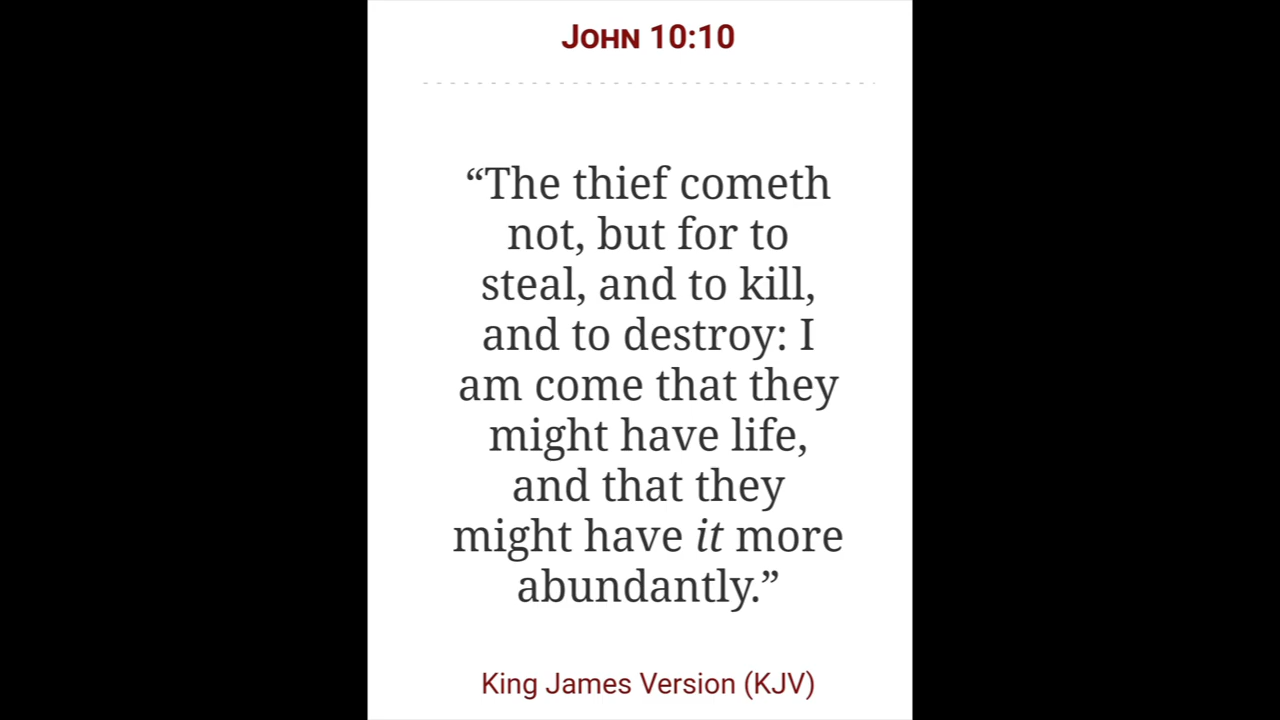 John 10:10
“The thief cometh
not, but for to
steal, and to kill,
and to destroy: I
am come that they
might have life,
and that they
might have it more
abundantly.”
King James Version (KJV)